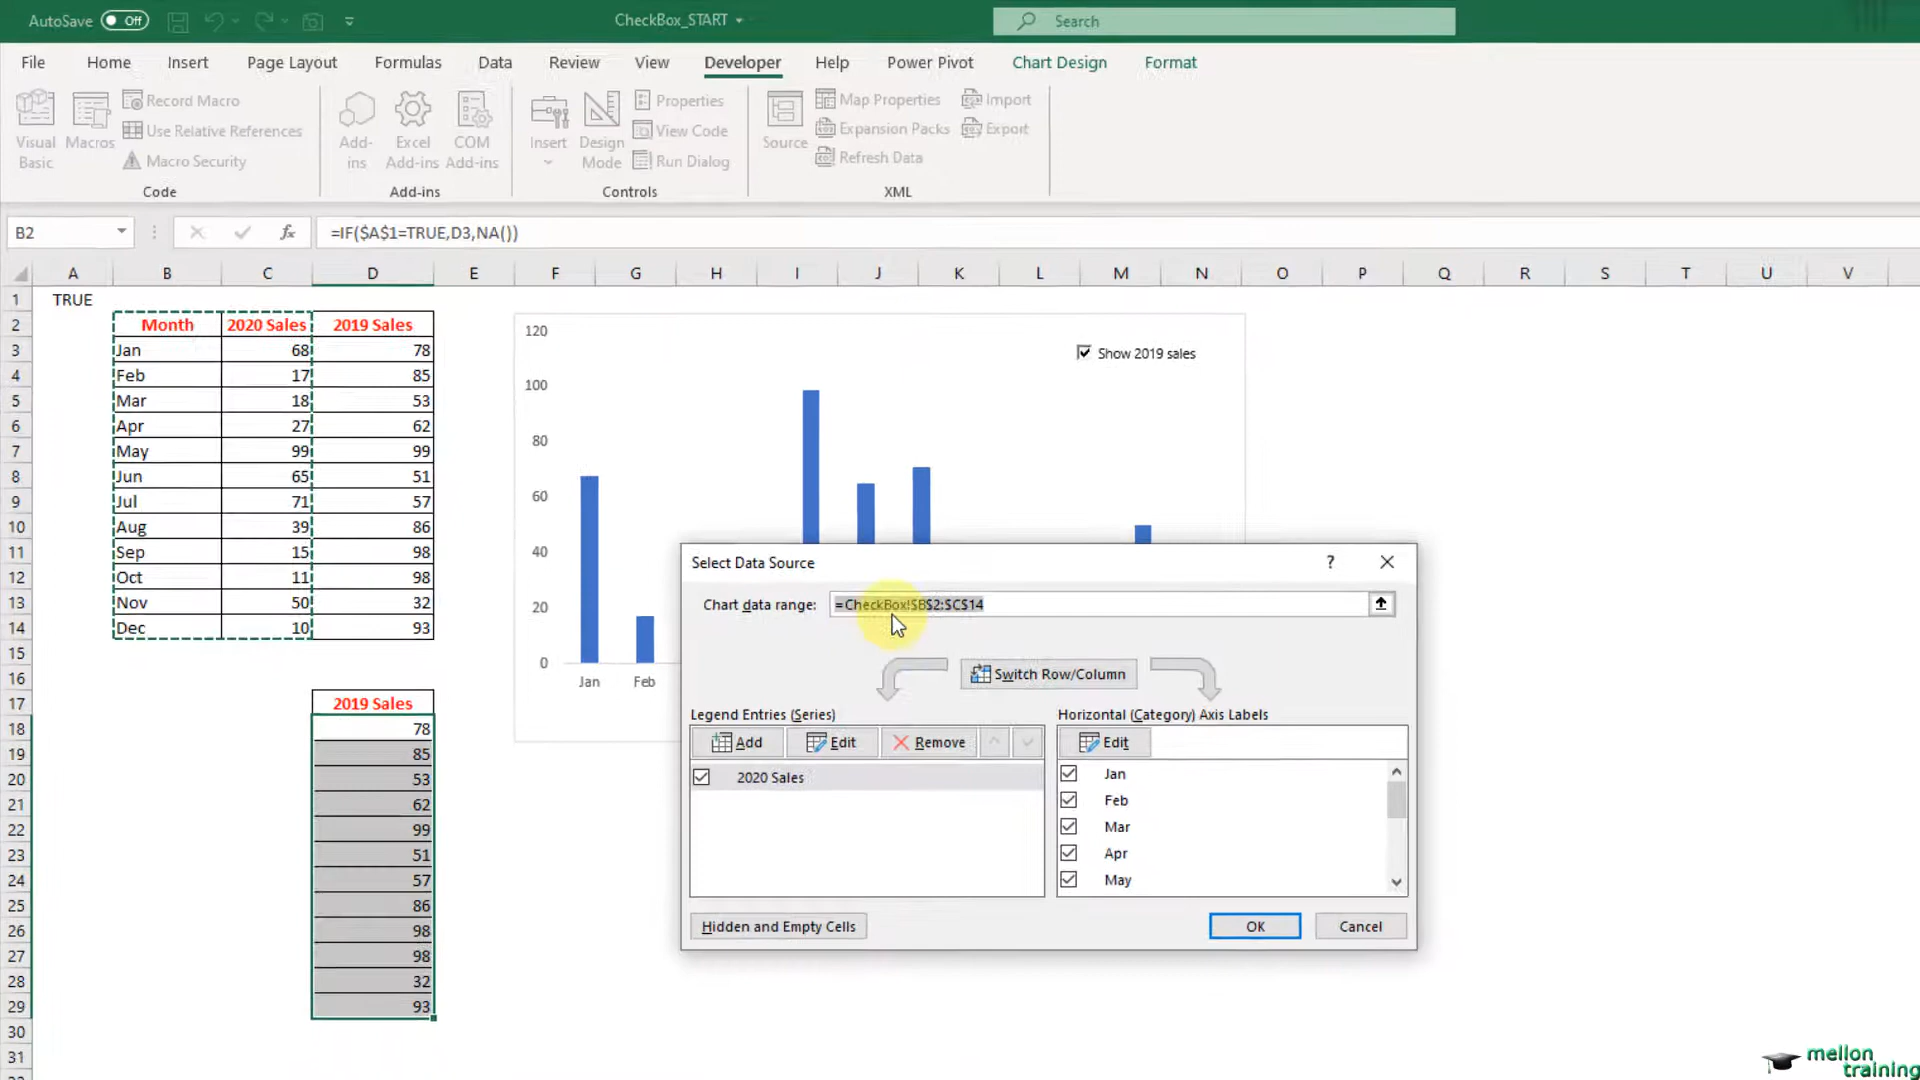 AutoSave Off CheckBox_START Search
File Home Insert Page Layout Formulas Data Review View Developer Help Power Pivot Chart Design Format
Visual Basic
Macros
Record Macro
Use Relative References
Macro Security
Code
Add-ins
Excel Add-ins
COM Add-ins
Add-ins
Insert
Design Mode
Properties
View Code
Run Dialog
Controls
Source
Map Properties
Expansion Packs
Refresh Data
Import
Export
XML
B2 fx =IF($A$1=TRUE,D3,NA())
A B C D E F G H I J K L M N O P Q R S T U V
1 TRUE
2 Month 2020 Sales 2019 Sales
3 Jan 68 78
4 Feb 17 85
5 Mar 18 53
6 Apr 27 62
7 May 99 99
8 Jun 65 51
9 Jul 71 57
10 Aug 39 86
11 Sep 15 98
12 Oct 11 98
13 Nov 50 32
14 Dec 10 93
15
16
17 2019 Sales
18 78
19 85
20 53
21 62
22 99
23 51
24 57
25 86
26 98
27 98
28 32
29 93
30
31
120
100
80
60
40
20
0
Jan Feb
Show 2019 sales
Select Data Source ?
Chart data range: =CheckBox!$B$2:$C$14
Switch Row/Column
Legend Entries (Series)
Add Edit Remove
2020 Sales
Horizontal (Category) Axis Labels
Edit
Jan
Feb
Mar
Apr
May
Hidden and Empty Cells
OK Cancel
mellon
training